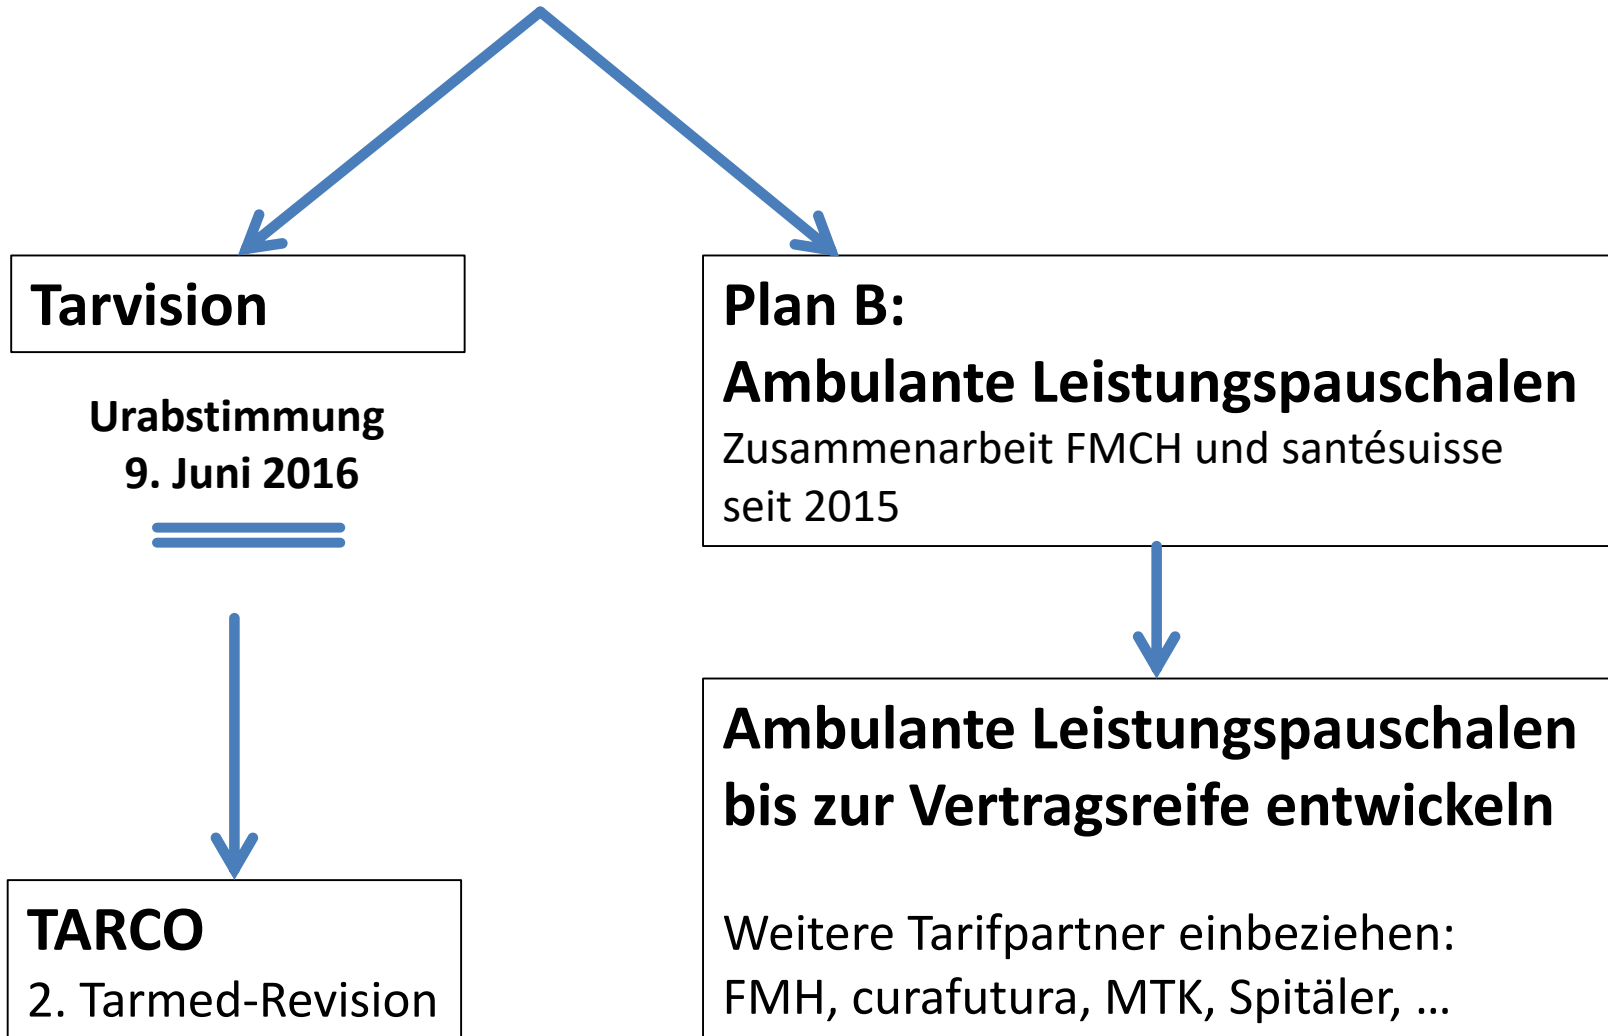 Tarvision
Urabstimmung
9. Juni 2016
TARCO
2. Tarmed-Revision
Plan B:
Ambulante Leistungspauschalen
Zusammenarbeit FMCH und santésuisse
seit 2015
Ambulante Leistungspauschalen
bis zur Vertragsreife entwickeln
Weitere Tarifpartner einbeziehen:
FMH, curafutura, MTK, Spitäler, …